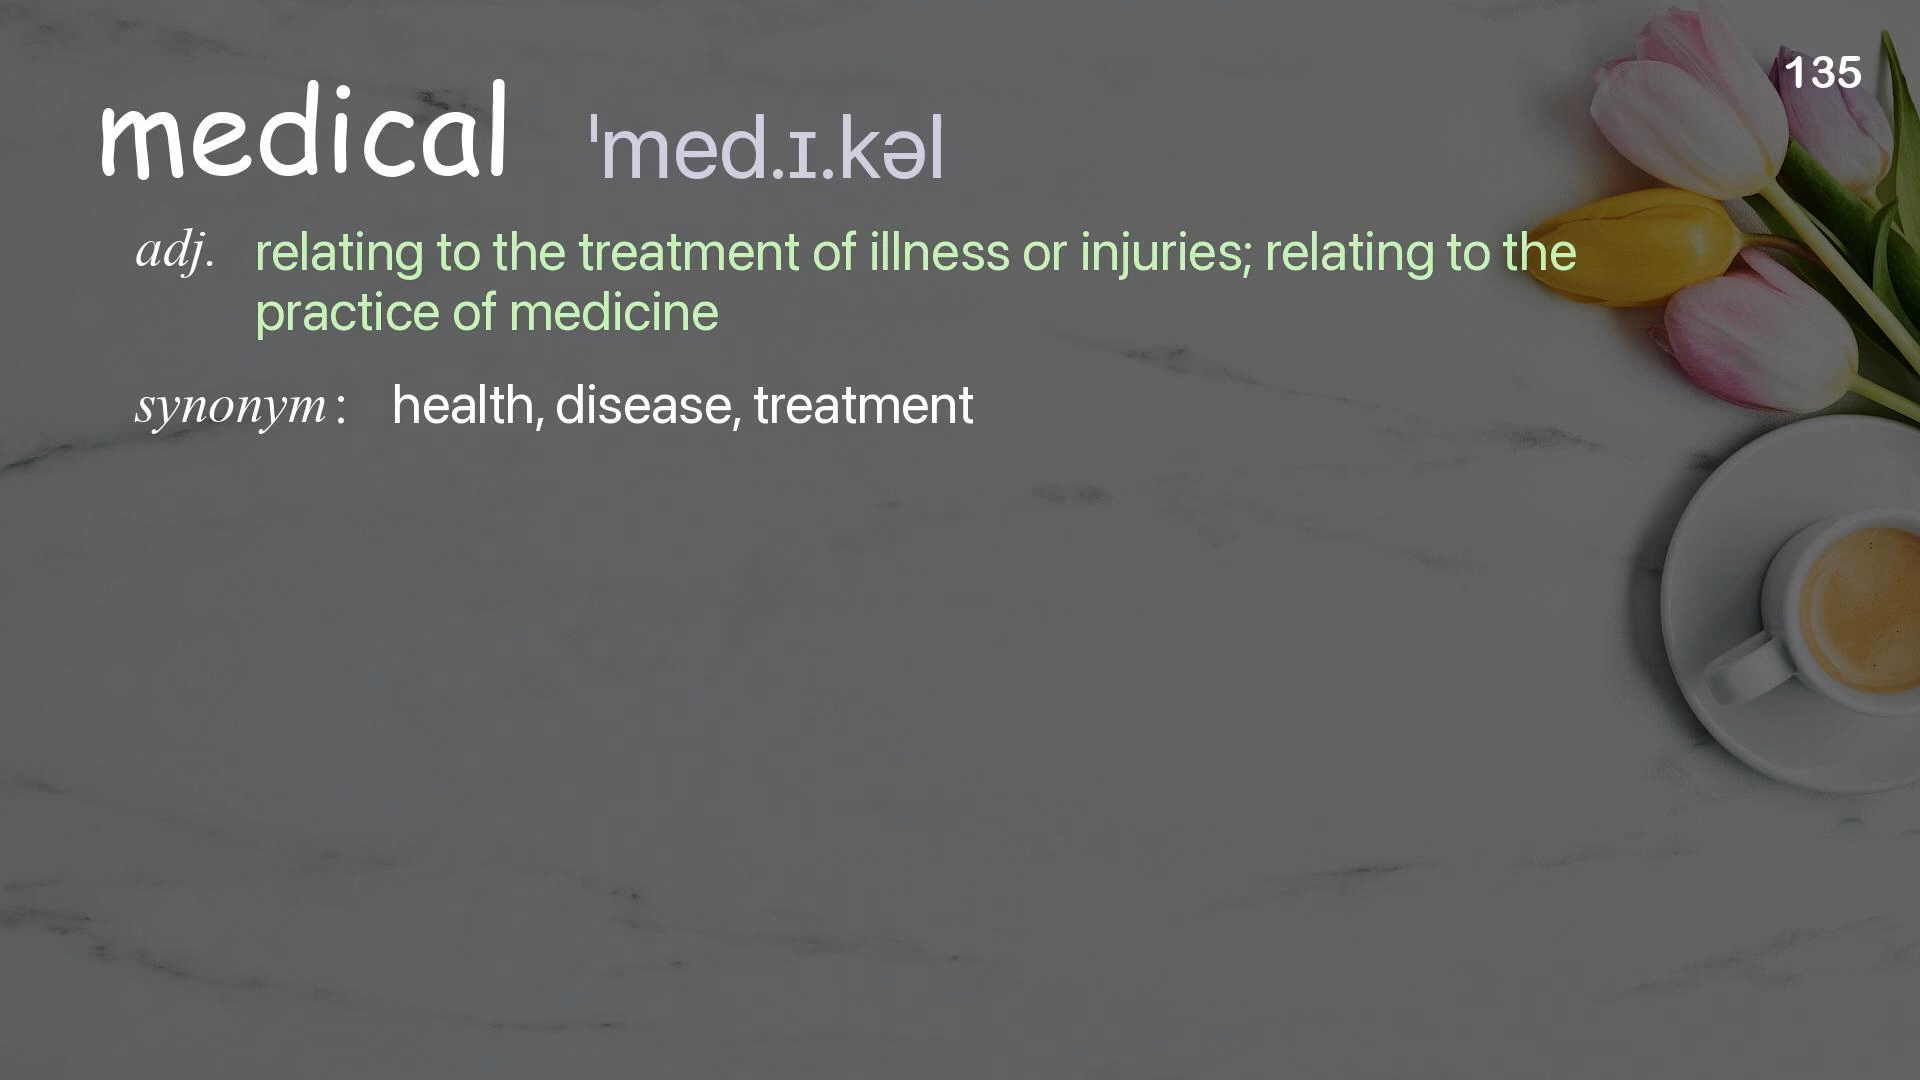 135
medical ˈmed.ɪ.kəl
adj. relating to the treatment of illness or injuries; relating to the
practice of medicine
synonym: health, disease, treatment